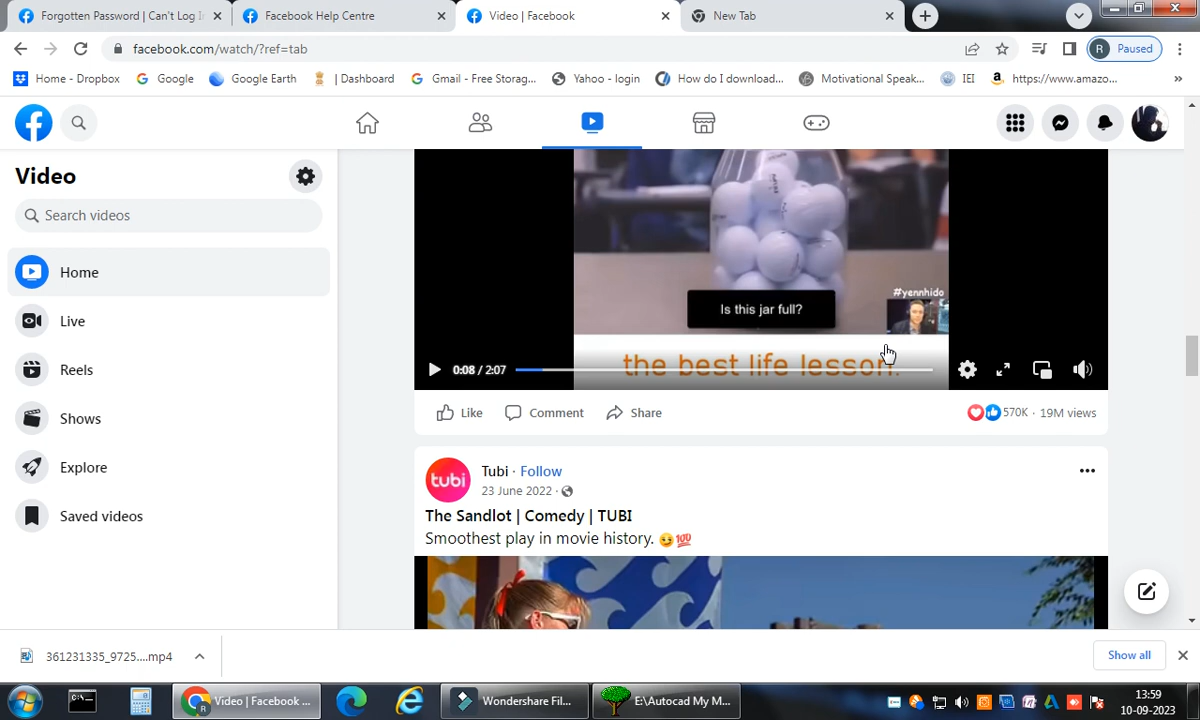 Forgotten Password | Can't Log I
Facebook Help Centre
Video | Facebook
New Tab
facebook.com/watch/?ref=tab
R Paused
Home - Dropbox
Google
Google Earth
| Dashboard
Gmail - Free Storag...
Yahoo - login
How do I download...
Motivational Speak...
IEI
https://www.amazo...
»
Video
Search videos
Home
Live
Reels
Shows
Explore
Saved videos
Is this jar full?
#yennhido
the best life lesson.
0:08 / 2:07
Like
Comment
Share
570K · 19M views
tubi
Tubi · Follow
23 June 2022 ·
The Sandlot | Comedy | TUBI
Smoothest play in movie history. 😏💯
361231335_9725....mp4
Show all
Video | Facebook ...
Wondershare Fil...
E:\Autocad My M...
13:59
10-09-2023